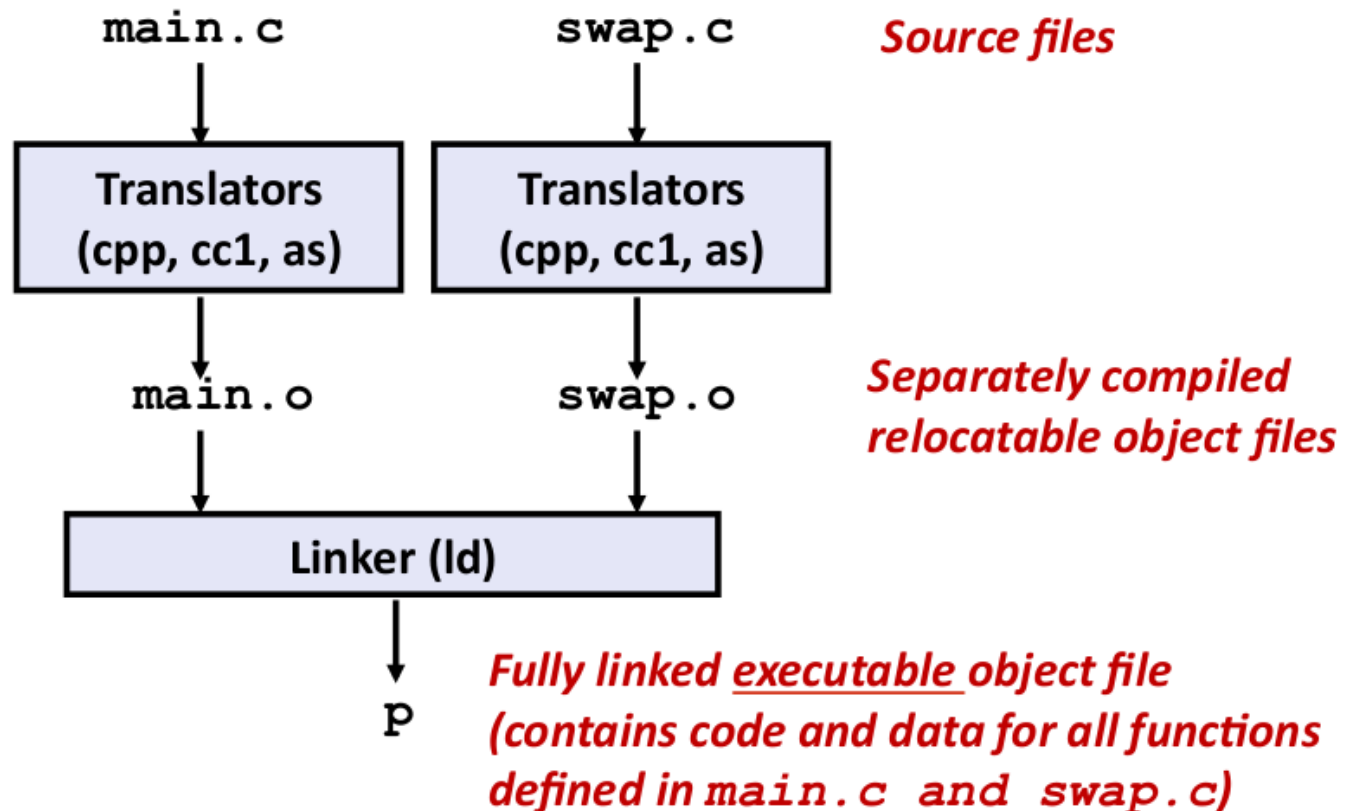 main.c
swap.c
Source files
Translators
(cpp, cc1, as)
Translators
(cpp, cc1, as)
main.o
swap.o
Separately compiled
relocatable object files
Linker (ld)
p
Fully linked executable object file
(contains code and data for all functions
defined in main.c and swap.c)